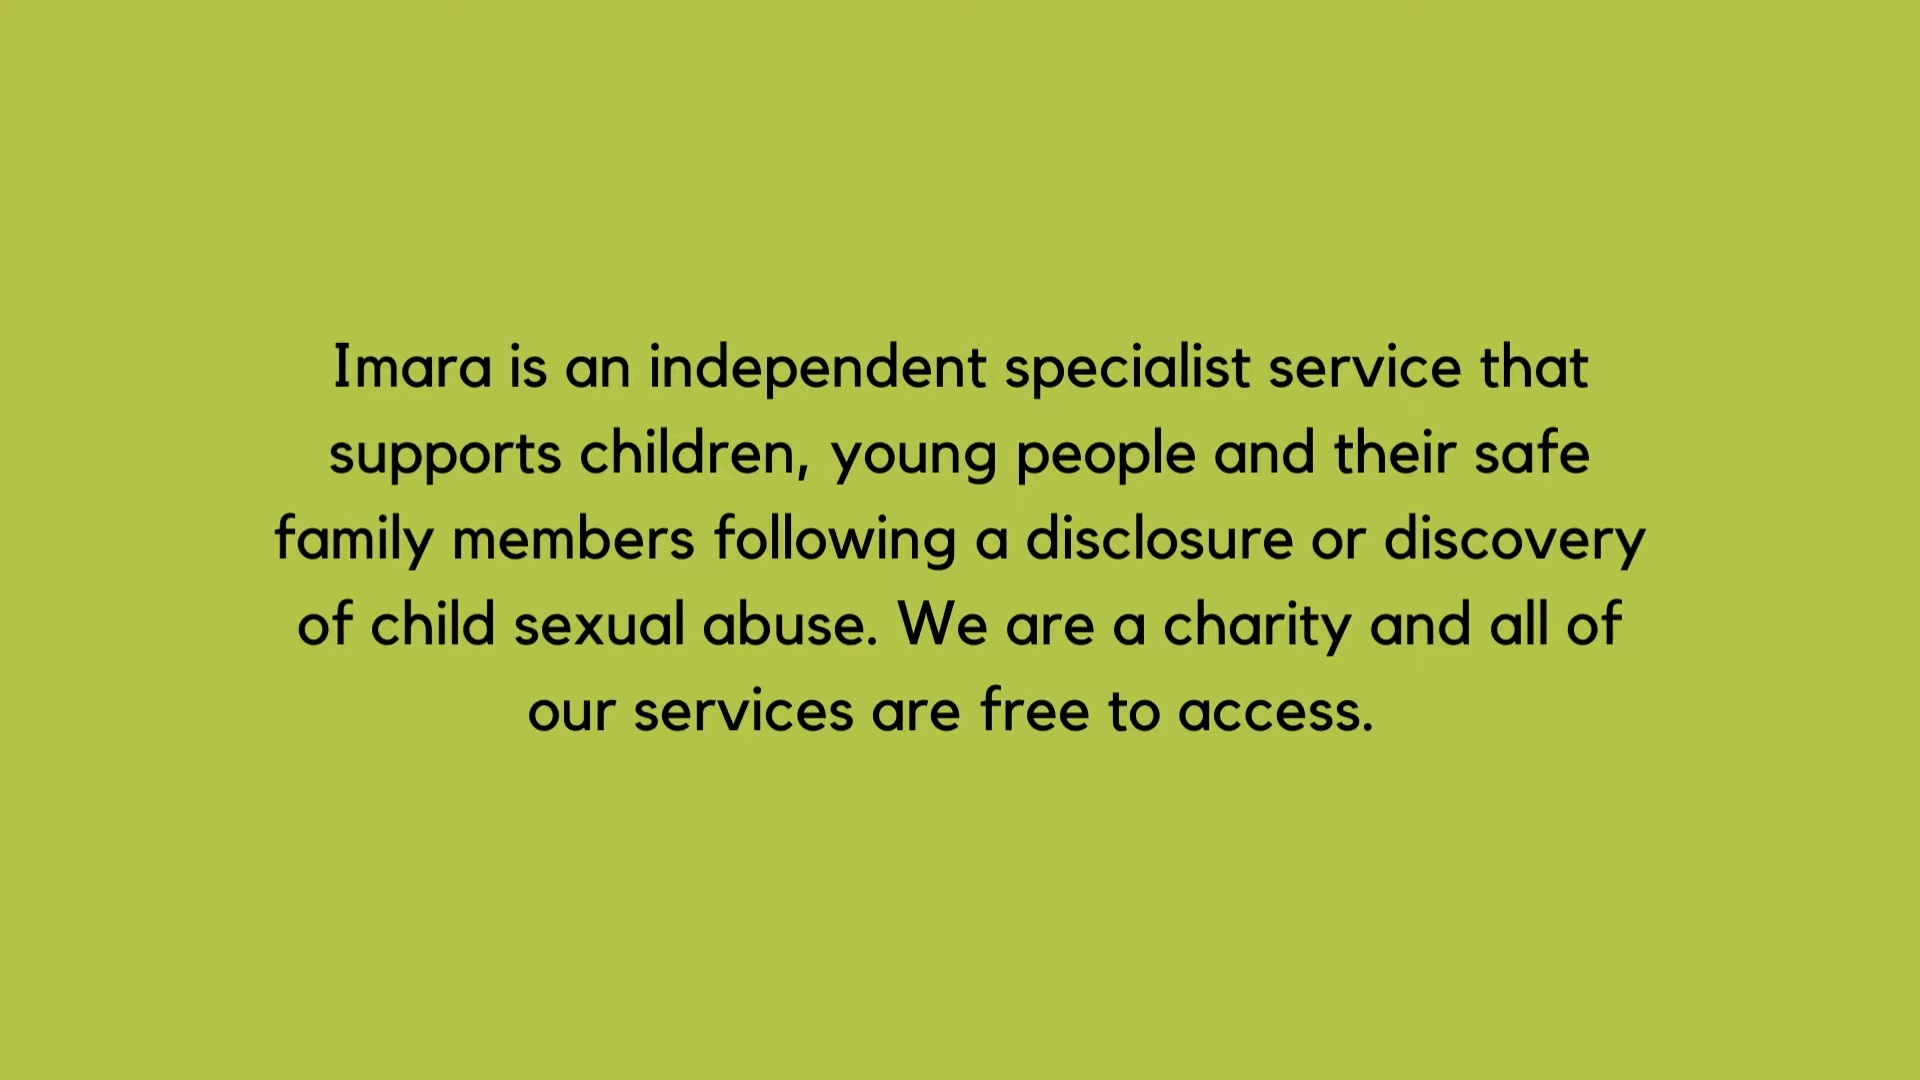 Imara is an independent specialist service that
supports children, young people and their safe
family members following a disclosure or discovery
of child sexual abuse. We are a charity and all of
our services are free to access.